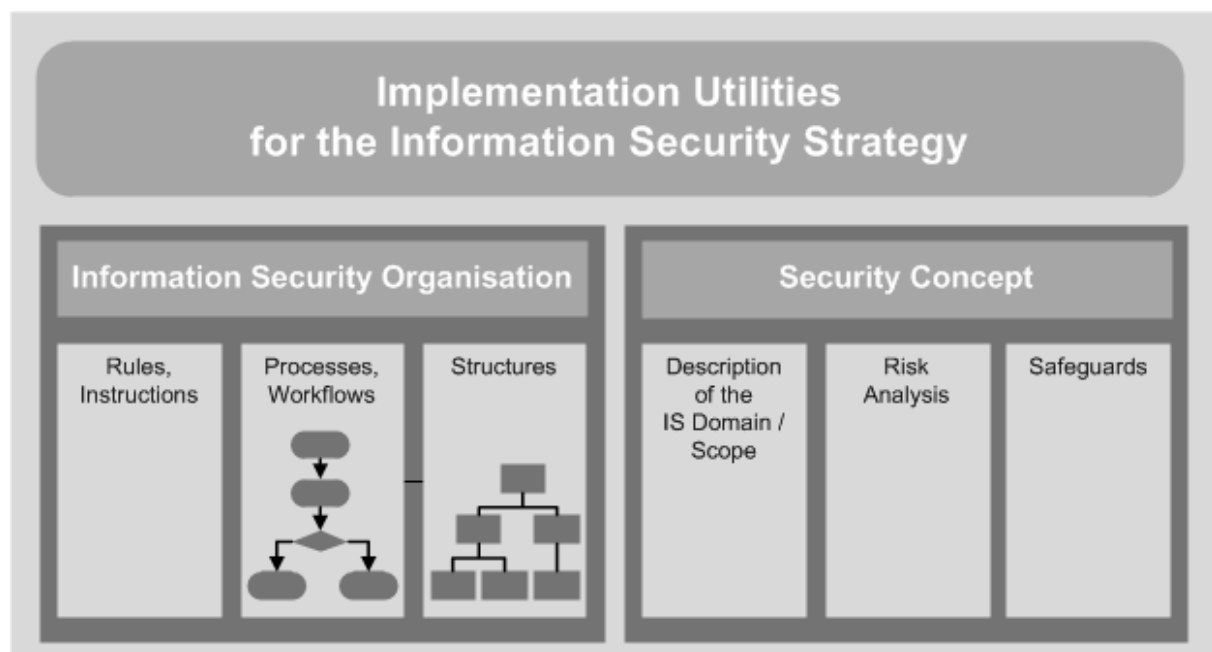 Implementation Utilities
for the Information Security Strategy
Information Security Organisation
Rules,
Instructions
Processes,
Workflows
Structures
Security Concept
Description
of the
IS Domain /
Scope
Risk
Analysis
Safeguards